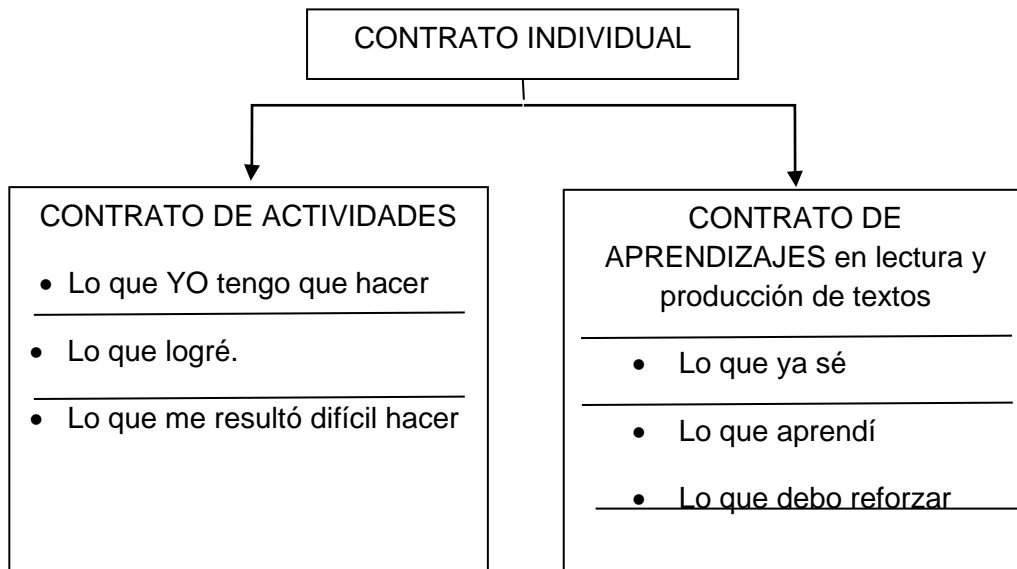 CONTRATO INDIVIDUAL
CONTRATO DE ACTIVIDADES
• Lo que YO tengo que hacer
• Lo que logré.
• Lo que me resultó difícil hacer
CONTRATO DE
APRENDIZAJES en lectura y
producción de textos
• Lo que ya sé
• Lo que aprendí
• Lo que debo reforzar